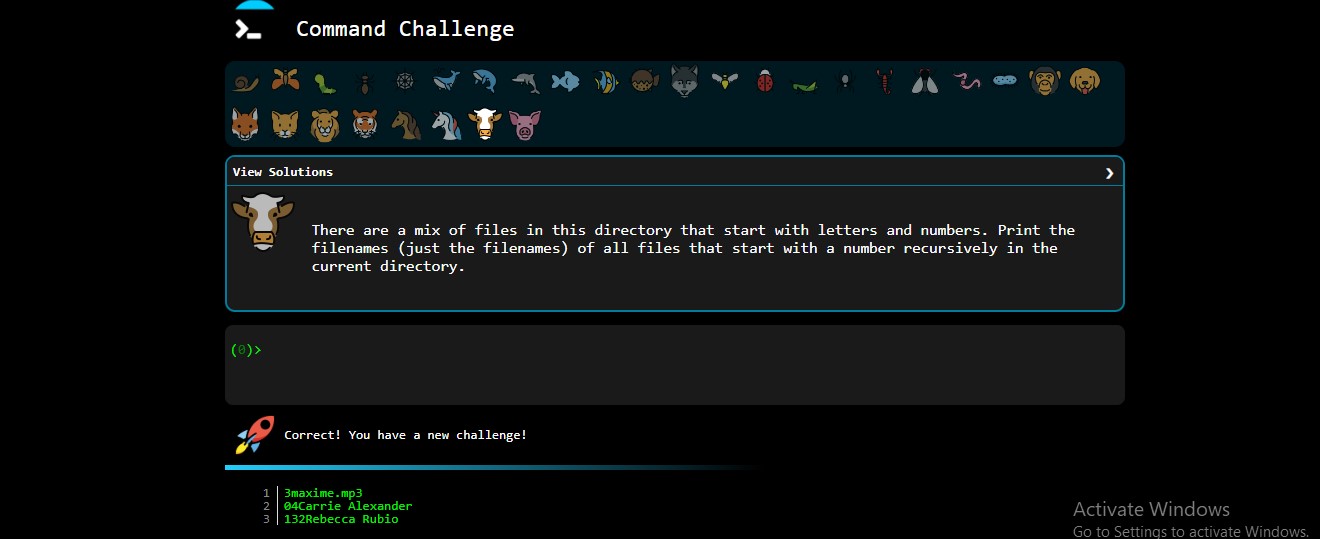 Command Challenge
View Solutions
There are a mix of files in this directory that start with letters and numbers. Print the
filenames (just the filenames) of all files that start with a number recursively in the
current directory.
(0)>
Correct! You have a new challenge!
1 3maxime.mp3
2 04Carrie Alexander
3 132Rebecca Rubio
Activate Windows
Go to Settings to activate Windows.